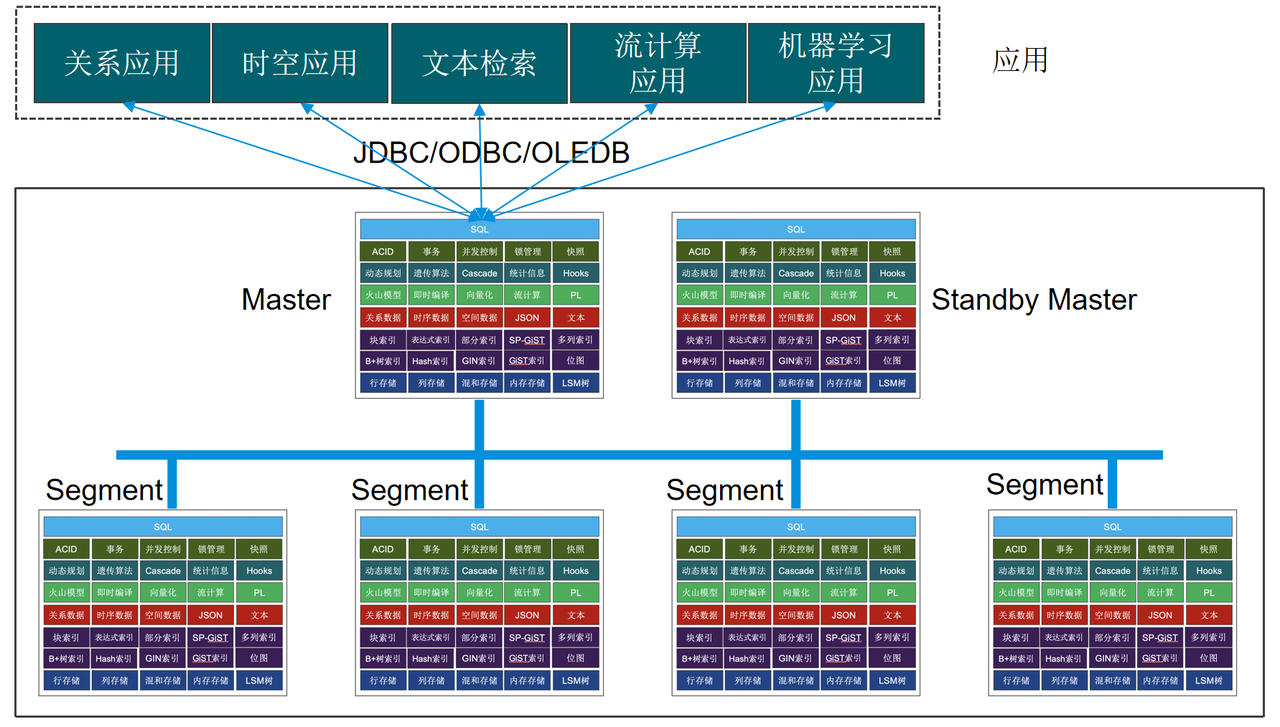 关系应用 时空应用 文本检索 流计算 机器学习
应用 应用
应用
JDBC/ODBC/OLEDB
Master
SQL
ACID 事务 并发控制 锁管理 快照
动态规划 遗传算法 Cascade 统计信息 Hooks
火山模型 即时编译 向量化 流计算 PL
关系数据 时序数据 空间数据 JSON 文本
块索引 表达式索引 部分索引 SP-GiST 多列索引
B+树索引 Hash索引 GIN索引 GiST索引 位图
行存储 列存储 混和存储 内存存储 LSM树
Standby Master
SQL
ACID 事务 并发控制 锁管理 快照
动态规划 遗传算法 Cascade 统计信息 Hooks
火山模型 即时编译 向量化 流计算 PL
关系数据 时序数据 空间数据 JSON 文本
块索引 表达式索引 部分索引 SP-GiST 多列索引
B+树索引 Hash索引 GIN索引 GiST索引 位图
行存储 列存储 混和存储 内存存储 LSM树
Segment
SQL
ACID 事务 并发控制 锁管理 快照
动态规划 遗传算法 Cascade 统计信息 Hooks
火山模型 即时编译 向量化 流计算 PL
关系数据 时序数据 空间数据 JSON 文本
块索引 表达式索引 部分索引 SP-GiST 多列索引
B+树索引 Hash索引 GIN索引 GiST索引 位图
行存储 列存储 混和存储 内存存储 LSM树
Segment
SQL
ACID 事务 并发控制 锁管理 快照
动态规划 遗传算法 Cascade 统计信息 Hooks
火山模型 即时编译 向量化 流计算 PL
关系数据 时序数据 空间数据 JSON 文本
块索引 表达式索引 部分索引 SP-GiST 多列索引
B+树索引 Hash索引 GIN索引 GiST索引 位图
行存储 列存储 混和存储 内存存储 LSM树
Segment
SQL
ACID 事务 并发控制 锁管理 快照
动态规划 遗传算法 Cascade 统计信息 Hooks
火山模型 即时编译 向量化 流计算 PL
关系数据 时序数据 空间数据 JSON 文本
块索引 表达式索引 部分索引 SP-GiST 多列索引
B+树索引 Hash索引 GIN索引 GiST索引 位图
行存储 列存储 混和存储 内存存储 LSM树
Segment
SQL
ACID 事务 并发控制 锁管理 快照
动态规划 遗传算法 Cascade 统计信息 Hooks
火山模型 即时编译 向量化 流计算 PL
关系数据 时序数据 空间数据 JSON 文本
块索引 表达式索引 部分索引 SP-GiST 多列索引
B+树索引 Hash索引 GIN索引 GiST索引 位图
行存储 列存储 混和存储 内存存储 LSM树